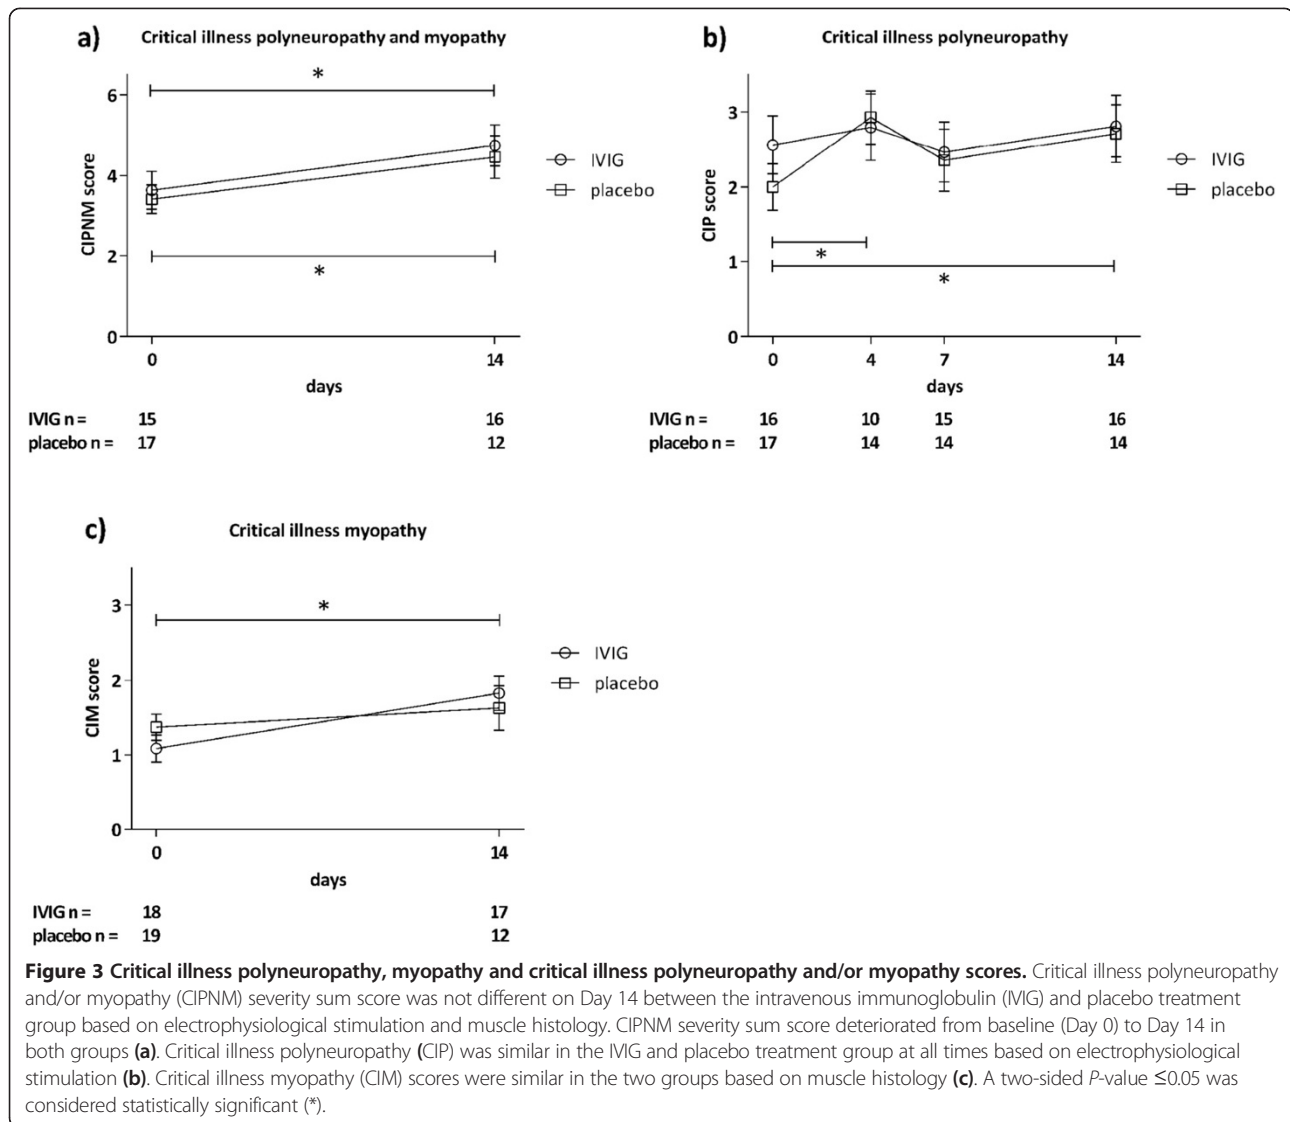 a) Critical illness polyneuropathy and myopathy
*
6
4
2
0
CIPNM score
IVIG
placebo
*
0 14
days
IVIG n = 15 16
placebo n = 17 12
b) Critical illness polyneuropathy
3
2
1
0
CIP score
IVIG
placebo
*
*
0 4 7 14
days
IVIG n = 16 10 15 16
placebo n = 17 14 14 14
c) Critical illness myopathy
*
3
2
1
0
CIM score
IVIG
placebo
0 14
days
IVIG n = 18 17
placebo n = 19 12
Figure 3 Critical illness polyneuropathy, myopathy and critical illness polyneuropathy and/or myopathy scores. Critical illness polyneuropathy
and/or myopathy (CIPNM) severity sum score was not different on Day 14 between the intravenous immunoglobulin (IVIG) and placebo treatment
group based on electrophysiological stimulation and muscle histology. CIPNM severity sum score deteriorated from baseline (Day 0) to Day 14 in
both groups (a). Critical illness polyneuropathy (CIP) was similar in the IVIG and placebo treatment group at all times based on electrophysiological
stimulation (b). Critical illness myopathy (CIM) scores were similar in the two groups based on muscle histology (c). A two-sided P-value ≤0.05 was
considered statistically significant (*).